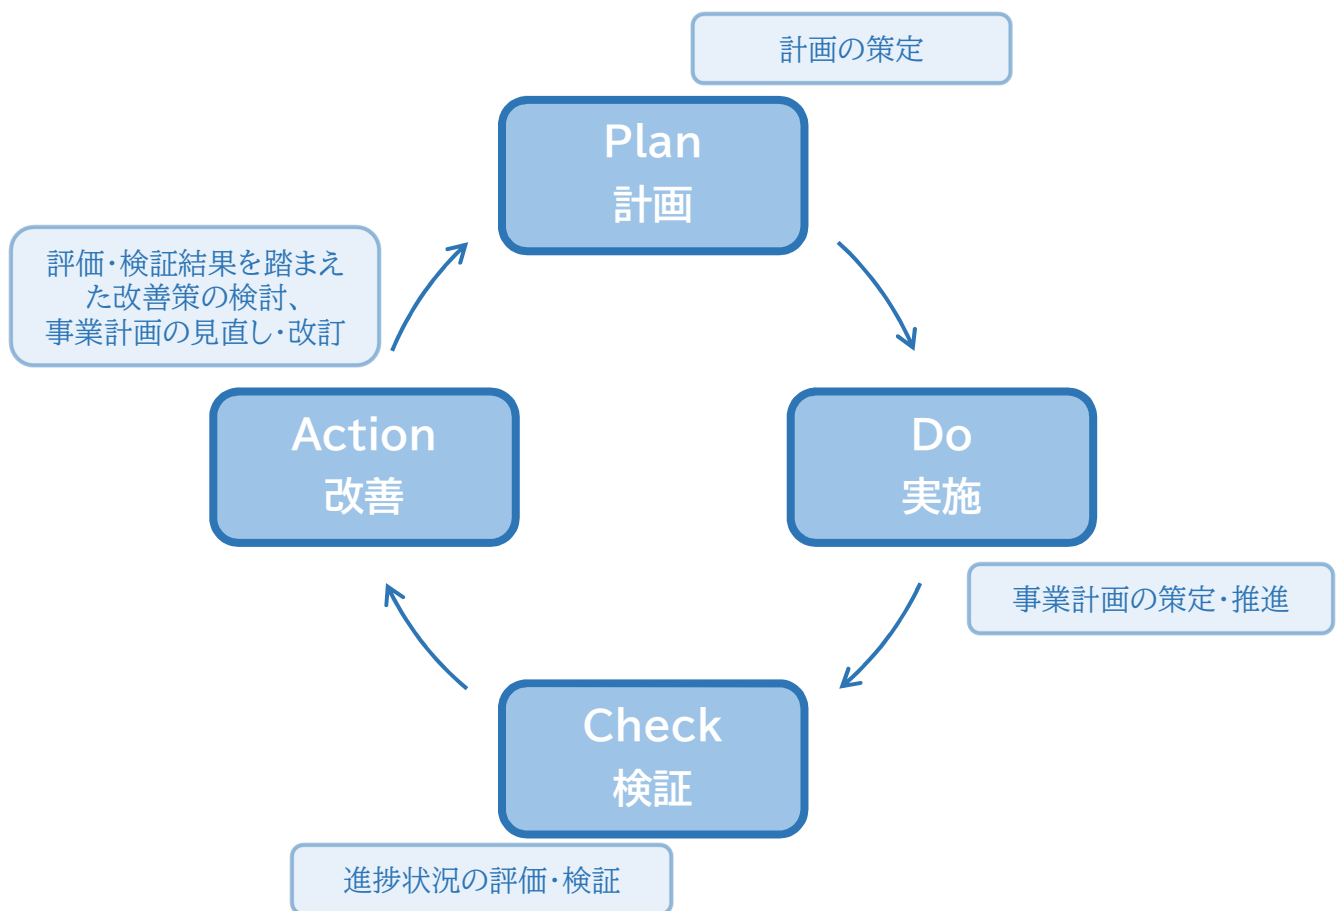 計画の策定
Plan
計画
評価・検証結果を踏まえ
た改善策の検討、
事業計画の見直し・改訂
Action
改善
Do
実施
事業計画の策定・推進
Check
検証
進捗状況の評価・検証